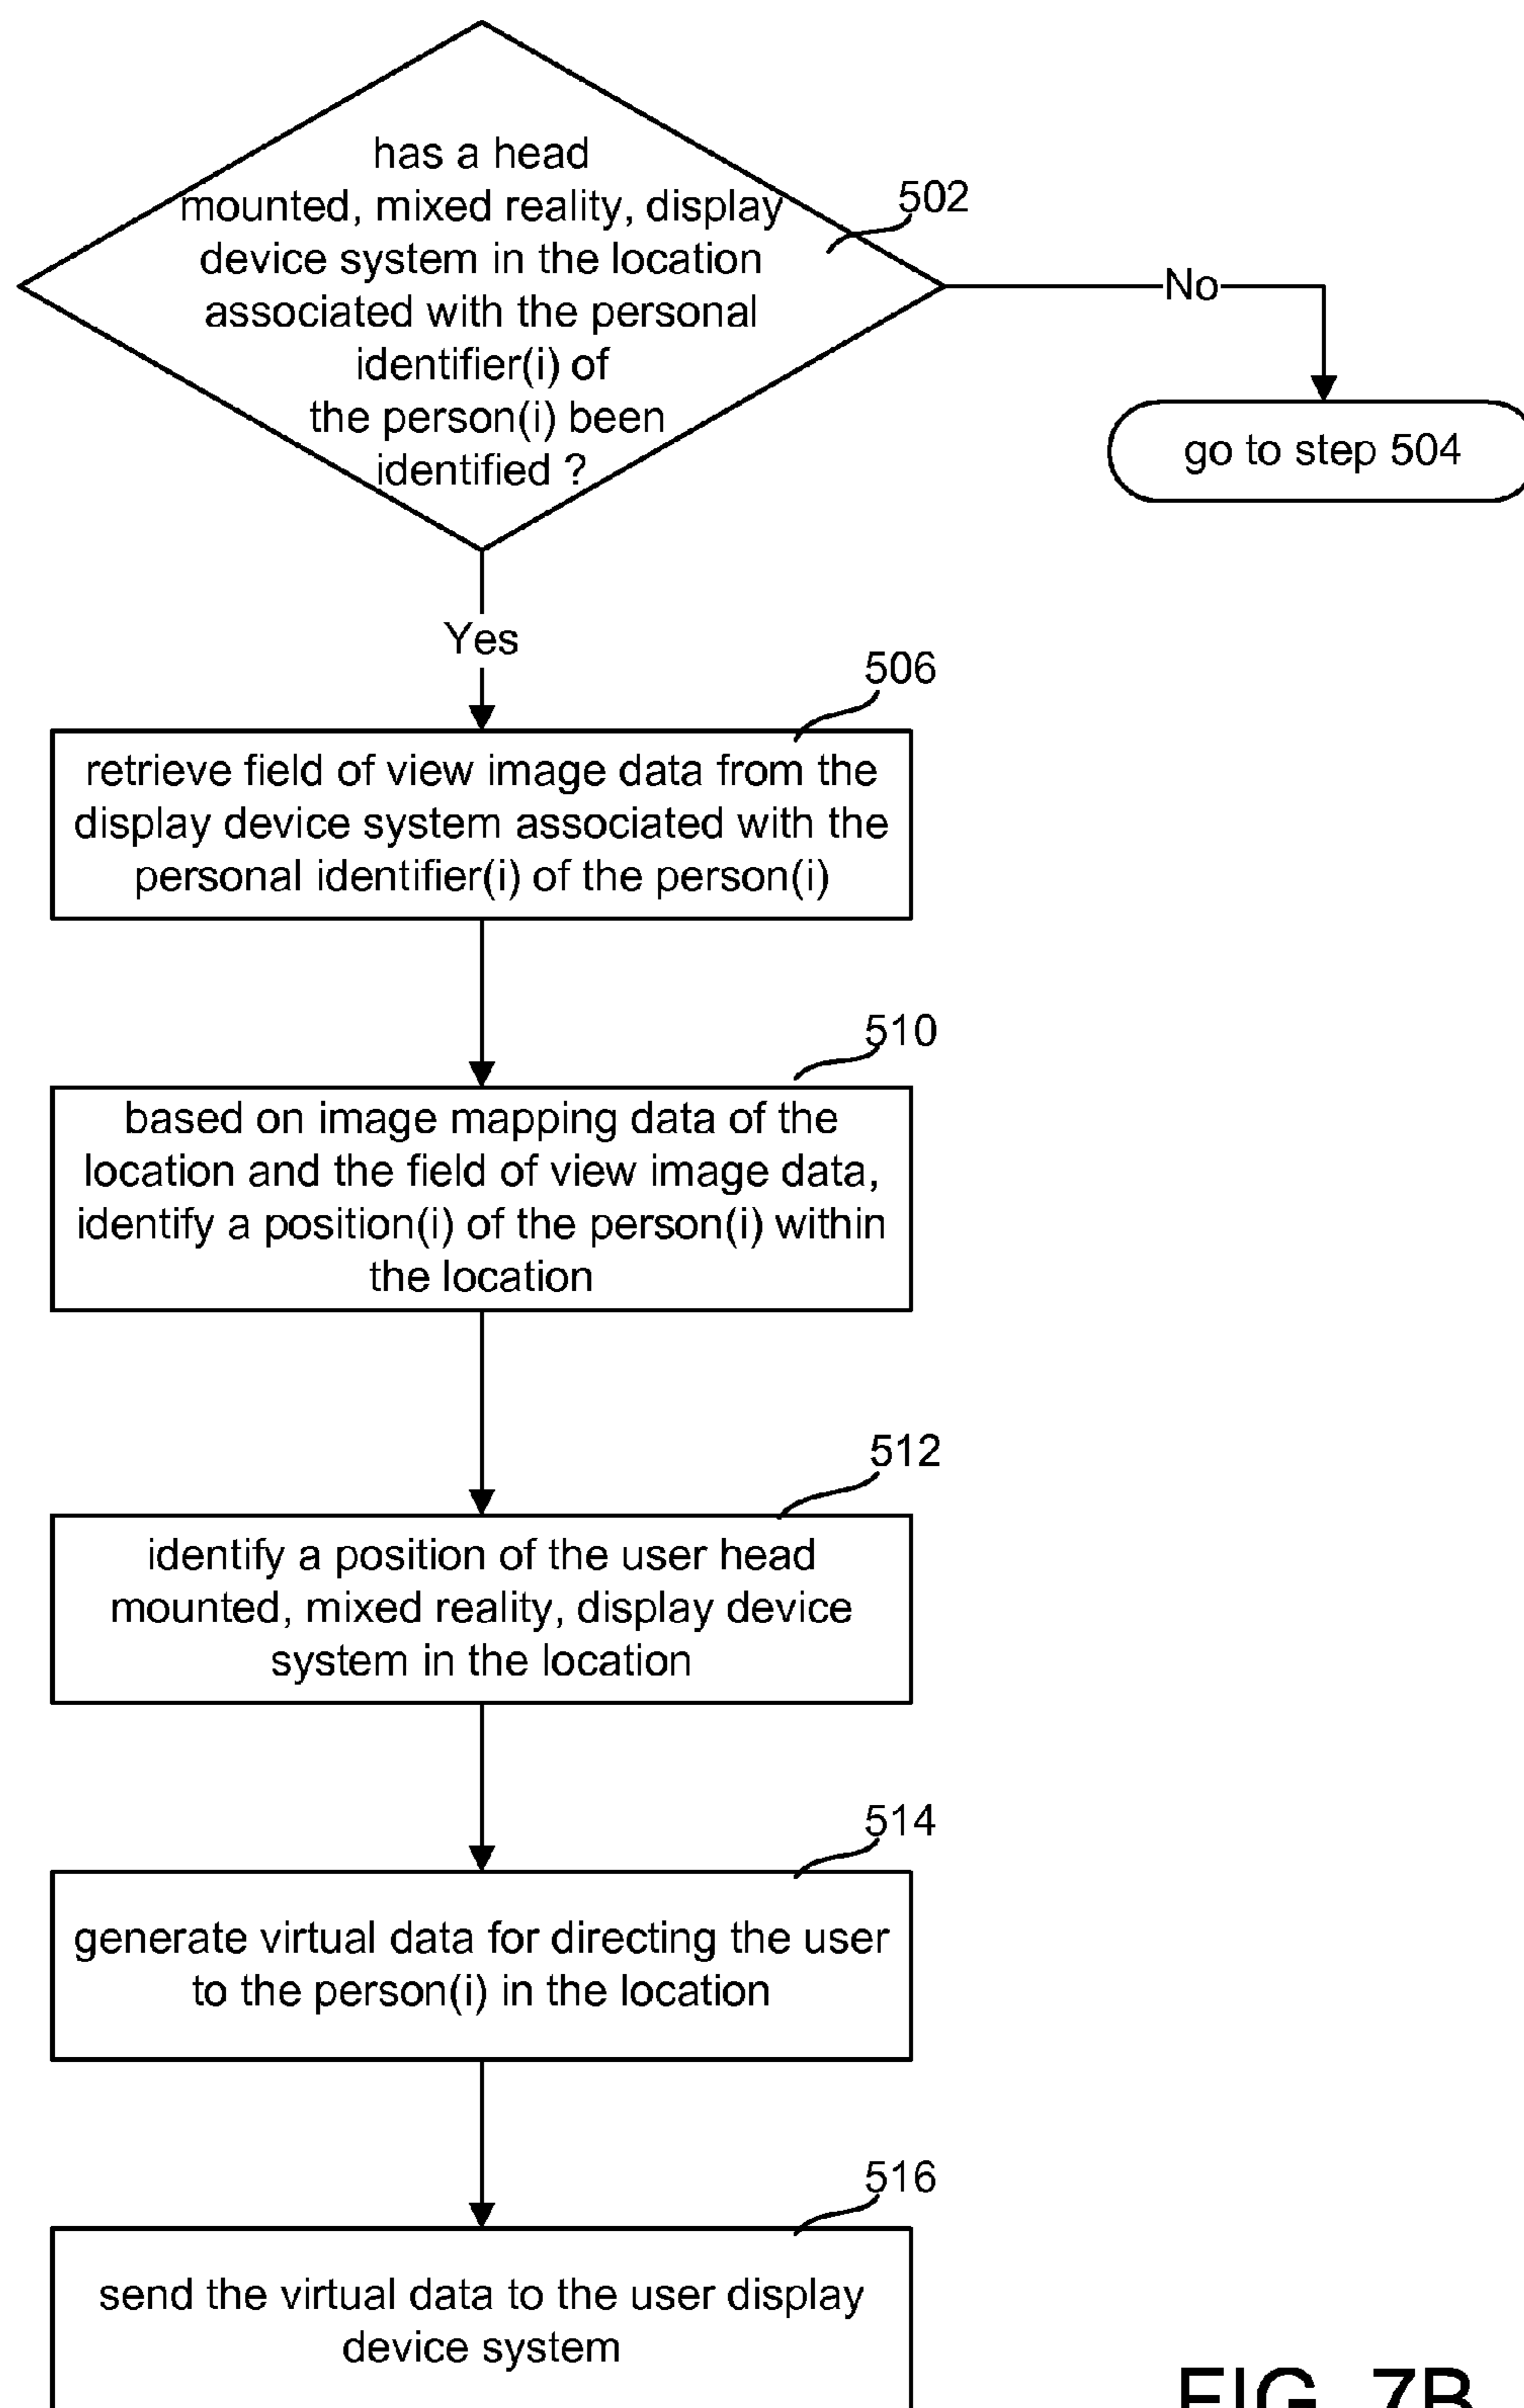 has a head
mounted, mixed reality, display
device system in the location
associated with the personal
identifier(i) of
the person(i) been
identified ?
502
No
go to step 504
Yes
506
retrieve field of view image data from the
display device system associated with the
personal identifier(i) of the person(i)
510
based on image mapping data of the
location and the field of view image data,
identify a position(i) of the person(i) within
the location
512
identify a position of the user head
mounted, mixed reality, display device
system in the location
514
generate virtual data for directing the user
to the person(i) in the location
516
send the virtual data to the user display
device system
FIG. 7B